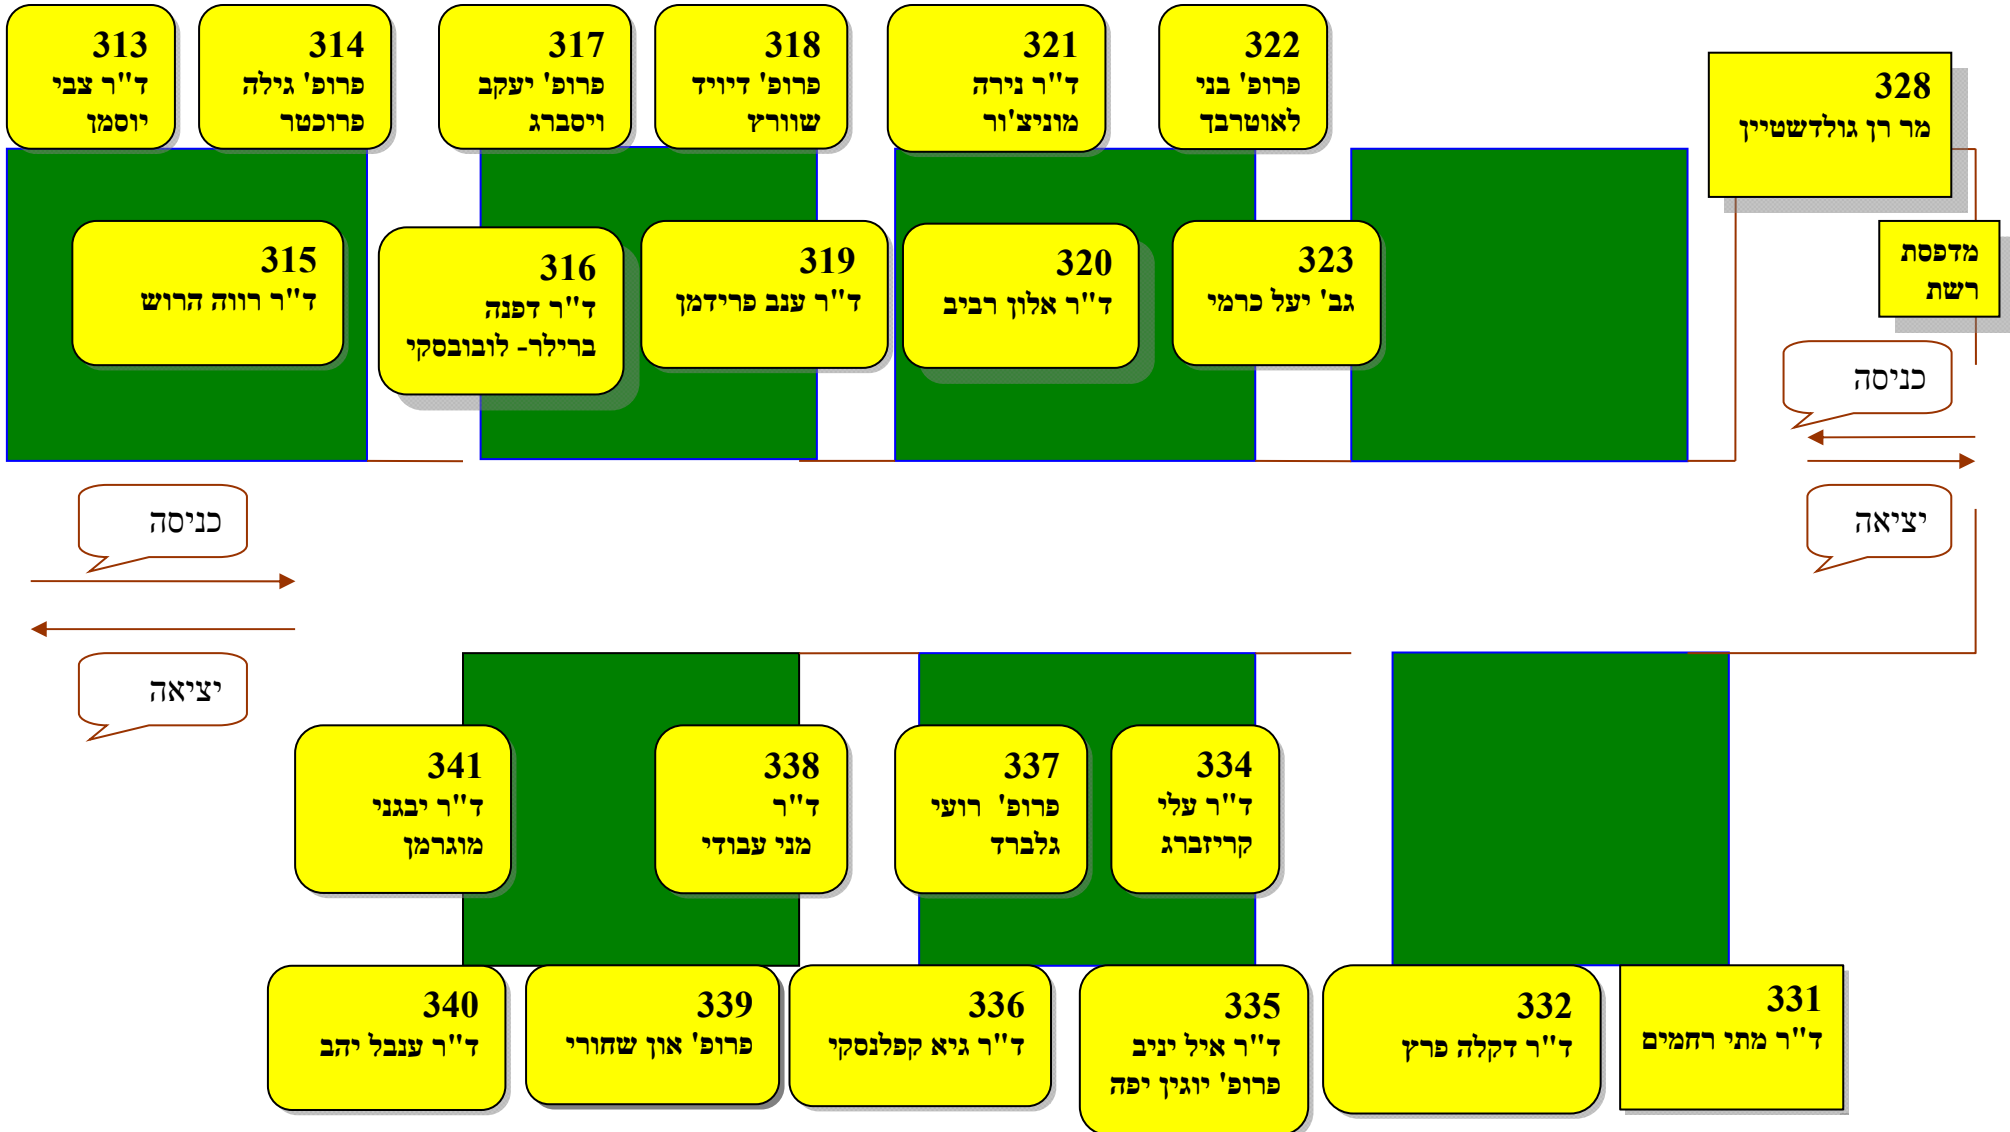 313
ד"ר צבי
יוסמן
314
פרופ' גילה
פרוכטר
317
פרופ' יעקב
ויסברג
318
פרופ' דיויד
שוורץ
321
ד"ר נירה
מוניצ'ור
322
פרופ' בני
לאוטרבך
328
מר רן גולדשטיין
315
ד"ר רווה הרוש
316
ד"ר דפנה
ברילר- לובובסקי
319
ד"ר ענב פרידמן
320
ד"ר אלון רביב
323
גב' יעל כרמי
מדפסת
רשת
כניסה
יציאה
כניסה
יציאה
341
ד"ר יבגני
מוגרמן
338
ד"ר
מני עבודי
337
פרופ' רועי
גלברד
334
ד"ר עלי
קריזברג
340
ד"ר ענבל יהב
339
פרופ' און שחורי
336
ד"ר גיא קפלנסקי
335
ד"ר איל יניב
פרופ' יוגין יפה
332
ד"ר דקלה פרץ
331
ד"ר מתי רחמים